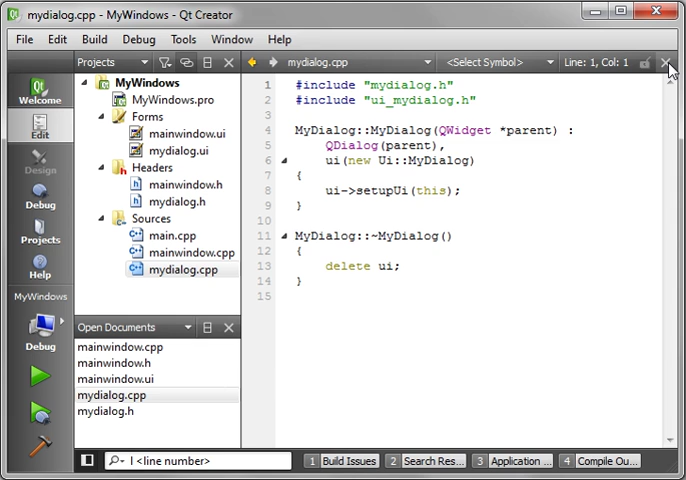 mydialog.cpp - MyWindows - Qt Creator
File Edit Build Debug Tools Window Help
Projects
mydialog.cpp
<Select Symbol>
Line: 1, Col: 1
Welcome
Edit
Design
Debug
Projects
Help
MyWindows
Debug
MyWindows
MyWindows.pro
Forms
mainwindow.ui
mydialog.ui
Headers
mainwindow.h
mydialog.h
Sources
main.cpp
mainwindow.cpp
mydialog.cpp
Open Documents
mainwindow.cpp
mainwindow.h
mainwindow.ui
mydialog.cpp
mydialog.h
1 #include "mydialog.h"
2 #include "ui_mydialog.h"
3
4 MyDialog::MyDialog(QWidget *parent) :
5 QDialog(parent),
6 ui(new Ui::MyDialog)
7 {
8 ui->setupUi(this);
9 }
10
11 MyDialog::~MyDialog()
12 {
13 delete ui;
14 }
15
l <line number>
1 Build Issues
2 Search Res...
3 Application ...
4 Compile Ou...